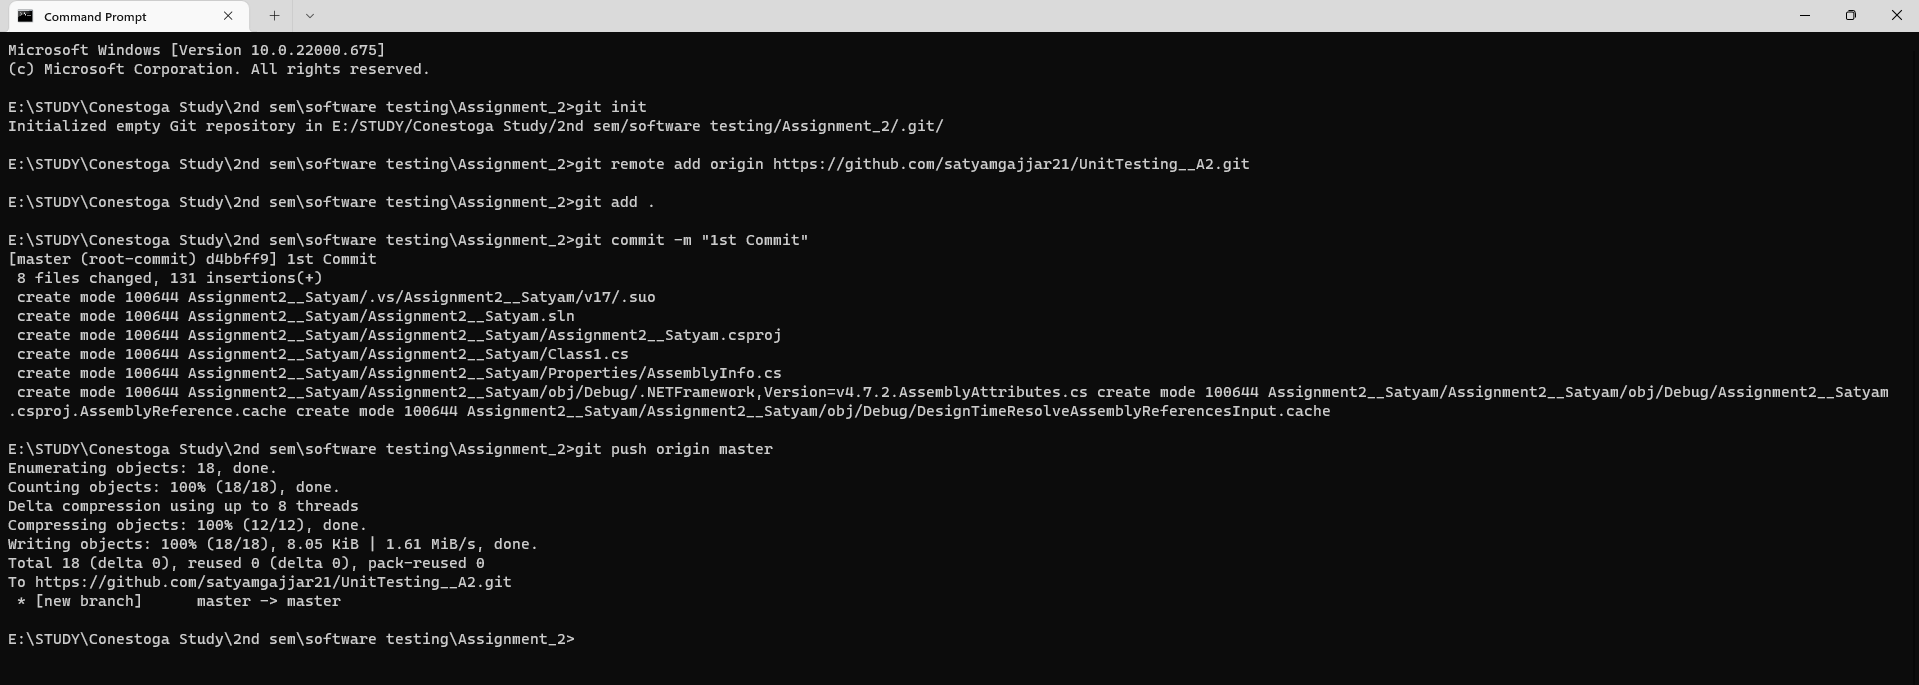 Command Prompt
Microsoft Windows [Version 10.0.22000.675]
(c) Microsoft Corporation. All rights reserved.
E:\STUDY\Conestoga Study\2nd sem\software testing\Assignment_2>git init
Initialized empty Git repository in E:/STUDY/Conestoga Study/2nd sem/software testing/Assignment_2/.git/
E:\STUDY\Conestoga Study\2nd sem\software testing\Assignment_2>git remote add origin https://github.com/satyamgajjar21/UnitTesting__A2.git
E:\STUDY\Conestoga Study\2nd sem\software testing\Assignment_2>git add .
E:\STUDY\Conestoga Study\2nd sem\software testing\Assignment_2>git commit -m "1st Commit"
[master (root-commit) d4bbff9] 1st Commit
 8 files changed, 131 insertions(+)
 create mode 100644 Assignment2__Satyam/.vs/Assignment2__Satyam/v17/.suo
 create mode 100644 Assignment2__Satyam/Assignment2__Satyam.sln
 create mode 100644 Assignment2__Satyam/Assignment2__Satyam/Assignment2__Satyam.csproj
 create mode 100644 Assignment2__Satyam/Assignment2__Satyam/Class1.cs
 create mode 100644 Assignment2__Satyam/Assignment2__Satyam/Properties/AssemblyInfo.cs
 create mode 100644 Assignment2__Satyam/Assignment2__Satyam/obj/Debug/.NETFramework,Version=v4.7.2.AssemblyAttributes.cs create mode 100644 Assignment2__Satyam/Assignment2__Satyam/obj/Debug/Assignment2__Satyam
.csproj.AssemblyReference.cache create mode 100644 Assignment2__Satyam/Assignment2__Satyam/obj/Debug/DesignTimeResolveAssemblyReferencesInput.cache
E:\STUDY\Conestoga Study\2nd sem\software testing\Assignment_2>git push origin master
Enumerating objects: 18, done.
Counting objects: 100% (18/18), done.
Delta compression using up to 8 threads
Compressing objects: 100% (12/12), done.
Writing objects: 100% (18/18), 8.05 KiB | 1.61 MiB/s, done.
Total 18 (delta 0), reused 0 (delta 0), pack-reused 0
To https://github.com/satyamgajjar21/UnitTesting__A2.git
 * [new branch]      master -> master
E:\STUDY\Conestoga Study\2nd sem\software testing\Assignment_2>